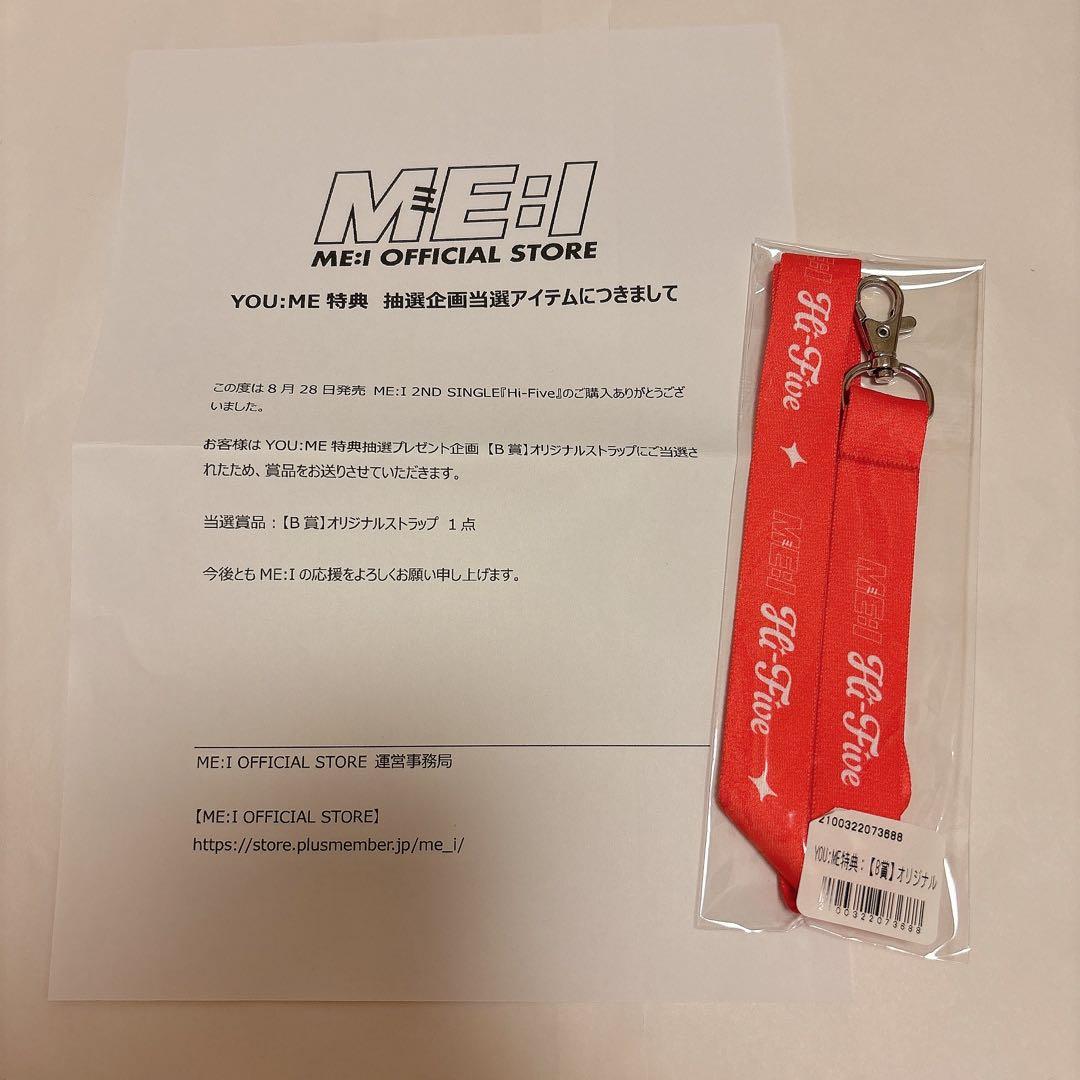 ME:I
ME:I OFFICIAL STORE
YOU:ME 特典 抽選企画当選アイテムにつきまして
この度は8月28日発売 ME:I 2ND SINGLE『Hi-Five』のご購入ありがとうござ
いました。
お客様は YOU:ME 特典抽選プレゼント企画 【B賞】オリジナルストラップにご当選さ
れたため、賞品をお送りさせていただきます。
当選賞品:【B賞】オリジナルストラップ 1点
今後とも ME:I の応援をよろしくお願い申し上げます。
ME:I OFFICIAL STORE 運営事務局
【ME:I OFFICIAL STORE】
https://store.plusmember.jp/me_i/
ME:I Hi-Five
ME:I Hi-Five
ME:I Hi-Five
2100322073688
YOU:ME特典:【B賞】オリジナル
2 100322073688